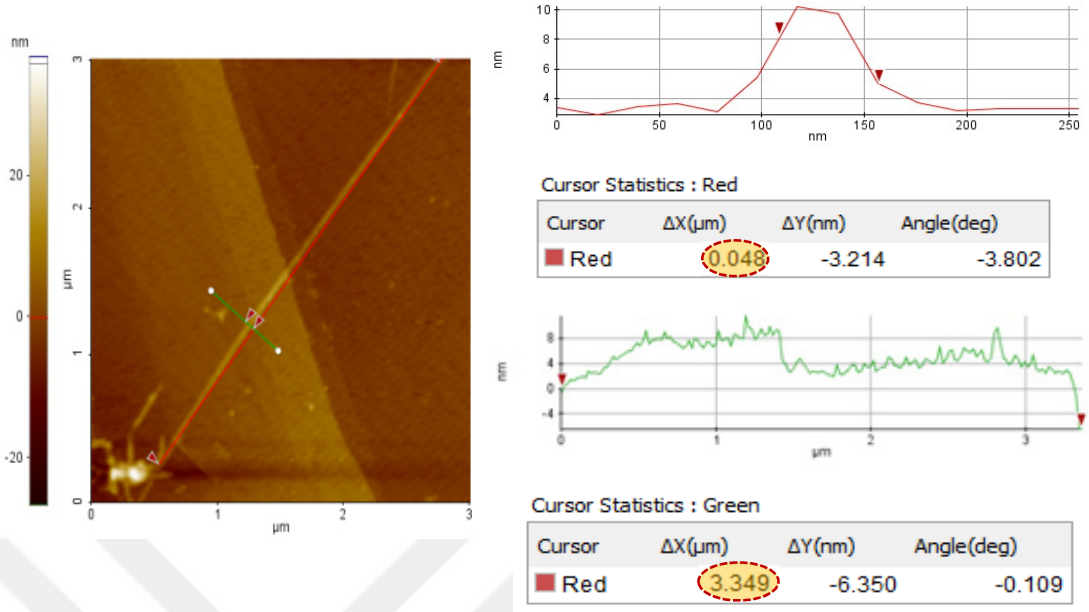 nm
20
0
-20
3
2
1
0
µm
0 1 2 3
µm
10
8
6
4
nm
0 50 100 150 200 250
nm
Cursor Statistics : Red
Cursor ΔX(µm) ΔY(nm) Angle(deg)
Red 0.048 -3.214 -3.802
8
4
0
-4
nm
0 1 2 3
µm
Cursor Statistics : Green
Cursor ΔX(µm) ΔY(nm) Angle(deg)
Red 3.349 -6.350 -0.109